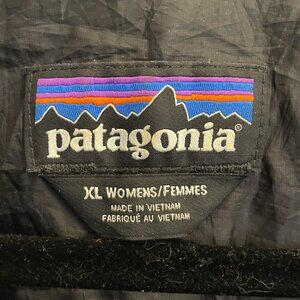 patagonia®
XL WOMENS/FEMMES
MADE IN VIETNAM
FABRIQUÉ AU VIETNAM